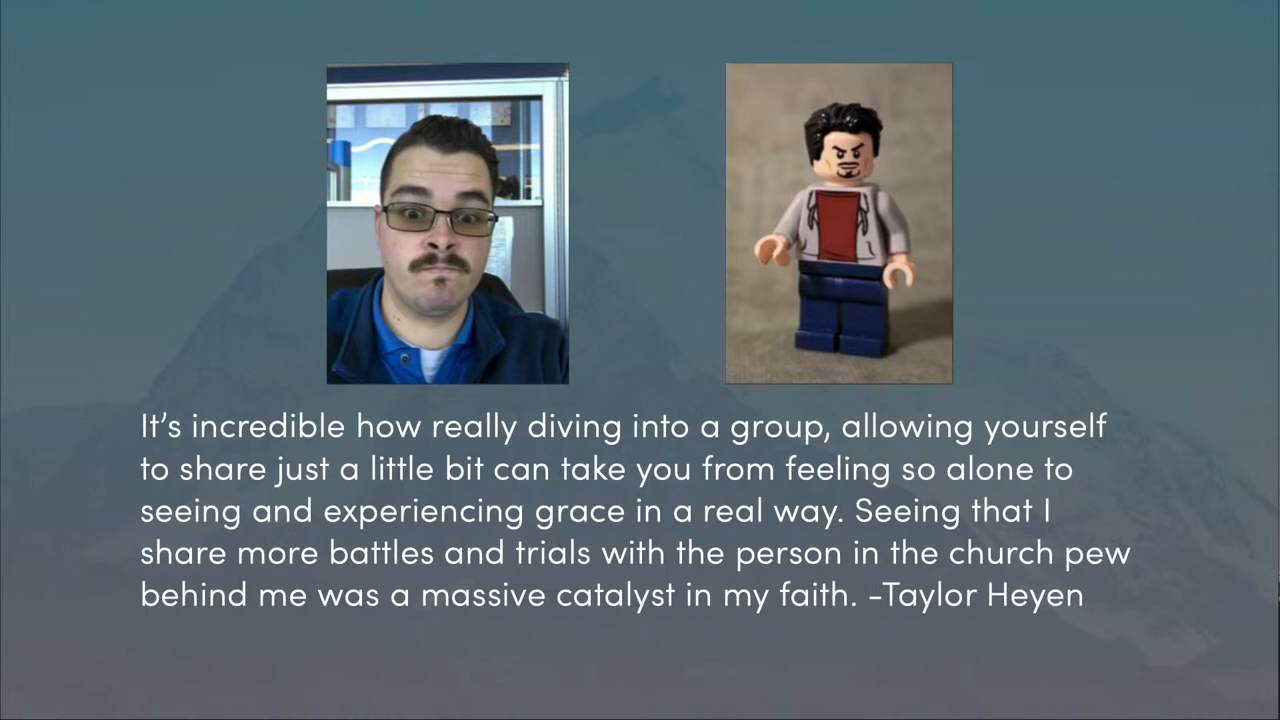 It's incredible how really diving into a group, allowing yourself
to share just a little bit can take you from feeling so alone to
seeing and experiencing grace in a real way. Seeing that I
share more battles and trials with the person in the church pew
behind me was a massive catalyst in my faith. -Taylor Heyen